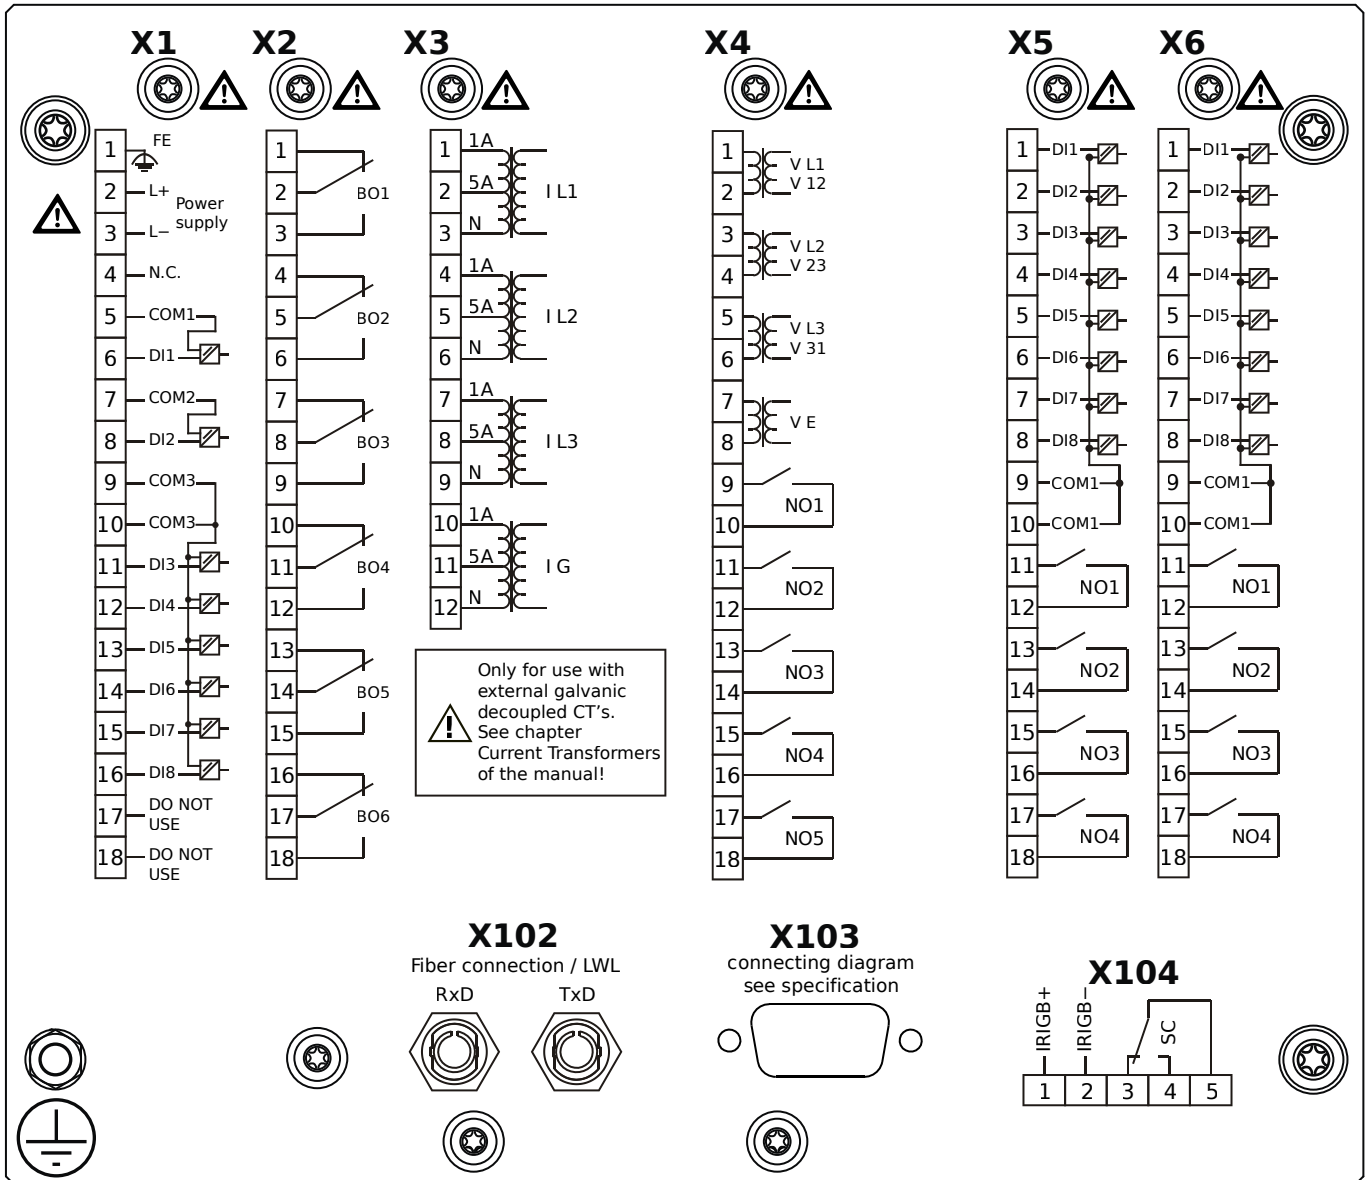 X1 X2 X3 X4 X5 X6
1 FE
2 L+
Power
supply
3 L−
4 N.C.
5 COM1
6 DI1
7 COM2
8 DI2
9 COM3
10 COM3
11 DI3
12 DI4
13 DI5
14 DI6
15 DI7
16 DI8
17 DO NOT
USE
18 DO NOT
USE
1
2 BO1
3
4
5 BO2
6
7
8 BO3
9
10
11 BO4
12
13
14 BO5
15
16
17 BO6
18
1 1A
2 5A I L1
3 N
4 1A
5 5A I L2
6 N
7 1A
8 5A I L3
9 N
10 1A
11 5A I G
12 N
Only for use with
external galvanic
decoupled CT's.
See chapter
Current Transformers
of the manual!
1 V L1
2 V 12
3 V L2
4 V 23
5 V L3
6 V 31
7 V E
8
9
NO1
10
11
NO2
12
13
NO3
14
15
NO4
16
17
NO5
18
1 DI1
2 DI2
3 DI3
4 DI4
5 DI5
6 DI6
7 DI7
8 DI8
9 COM1
10 COM1
11
NO1
12
13
NO2
14
15
NO3
16
17
NO4
18
1 DI1
2 DI2
3 DI3
4 DI4
5 DI5
6 DI6
7 DI7
8 DI8
9 COM1
10 COM1
11
NO1
12
13
NO2
14
15
NO3
16
17
NO4
18
X102
Fiber connection / LWL
RxD TxD
X103
connecting diagram
see specification
X104
IRIGB+ IRIGB− SC
1 2 3 4 5